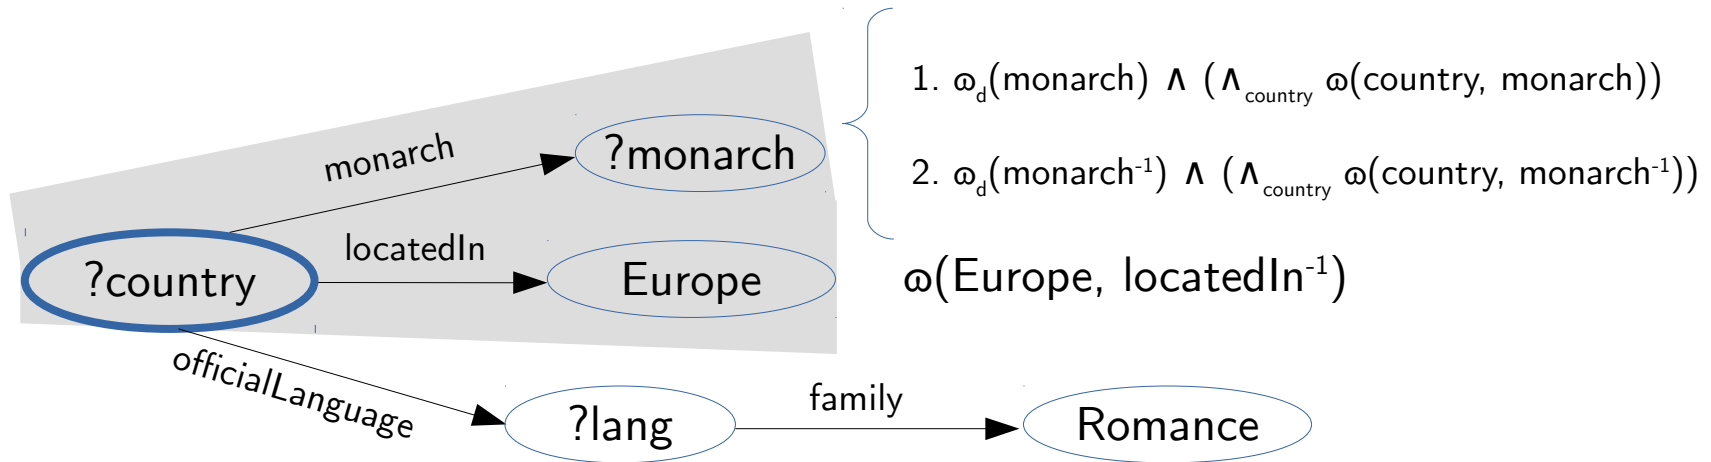 1. ϖd(monarch) ∧ (∧country ϖ(country, monarch))
monarch
?monarch
2. ϖd(monarch-1) ∧ (∧country ϖ(country, monarch-1))
locatedIn
?country
Europe
ϖ(Europe, locatedIn-1)
officialLanguage
family
?lang
Romance